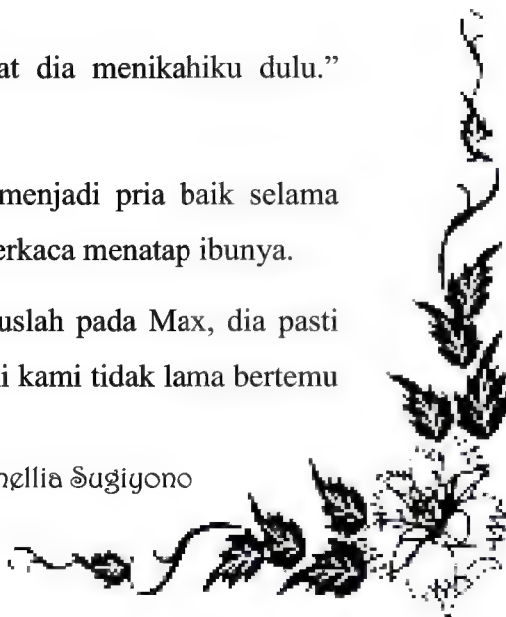 at dia menikahiku dulu.”
menjadi pria baik selama
erkaca menatap ibunya.
uslah pada Max, dia pasti
i kami tidak lama bertemu
nellia Sugiyono